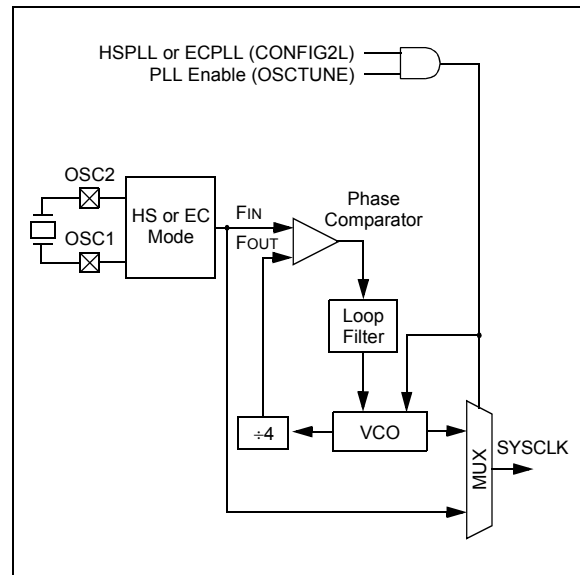 HSPLL or ECPLL (CONFIG2L)
PLL Enable (OSCTUNE)
OSC2
OSC1
HS or EC
Mode
FIN
FOUT
Phase
Comparator
Loop
Filter
÷4
VCO
MUX
SYSCLK